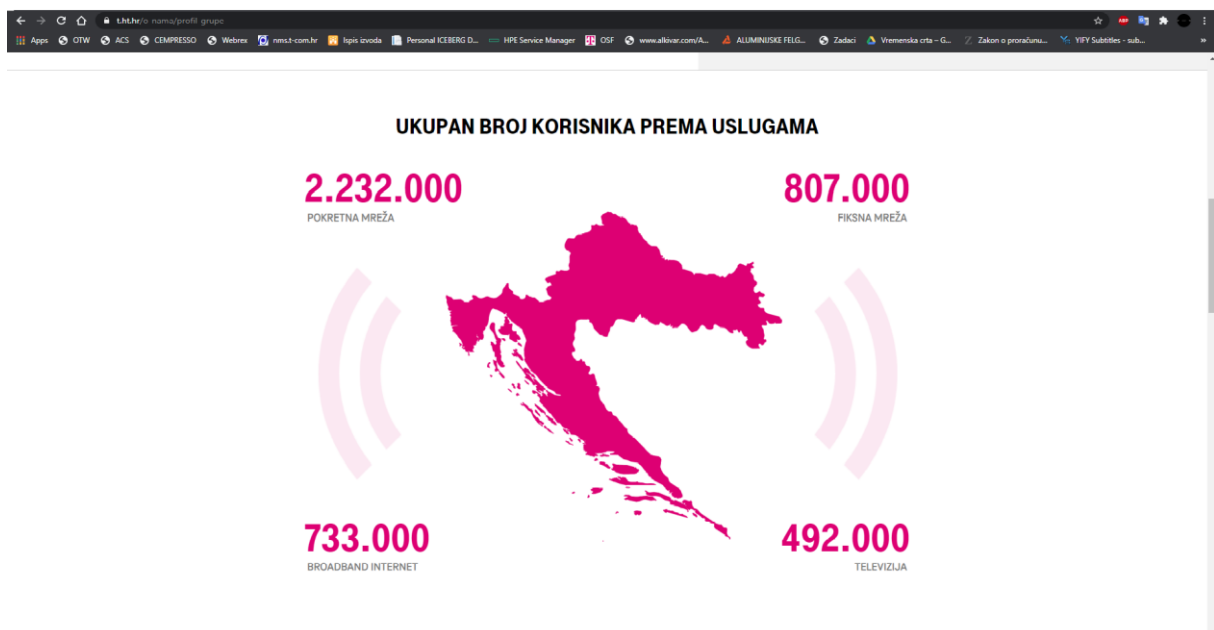 t.ht.hr/o nama/profil grupe
Apps OTW ACS CEMPRESSO Webrex nms.t-com.hr Ispis izvoda Personal ICEBERG D... HPE Service Manager OSF www.alkivar.com/A... ALUMINIJSKE FELG... Zadaci Vremenska crta – G... Zakon o proračunu... YIFY Subtitles - sub... »
UKUPAN BROJ KORISNIKA PREMA USLUGAMA
2.232.000 807.000
POKRETNA MREŽA FIKSNA MREŽA
733.000 492.000
BROADBAND INTERNET TELEVIZIJA